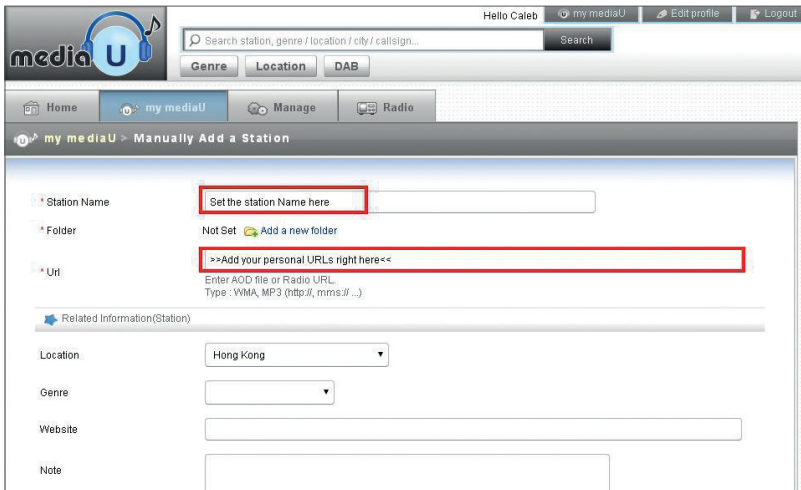 Hello Caleb my mediaU Edit profile Logout
media U
Search station, genre / location / city / callsign... Search
Genre Location DAB
Home my mediaU Manage Radio
my mediaU > Manually Add a Station
* Station Name Set the station Name here
* Folder Not Set Add a new folder
* Url >>Add your personal URLs right here<<
Enter AOD file or Radio URL.
Type : WMA, MP3 (http://, mms:// ...)
Related Information(Station)
Location Hong Kong
Genre
Website
Note